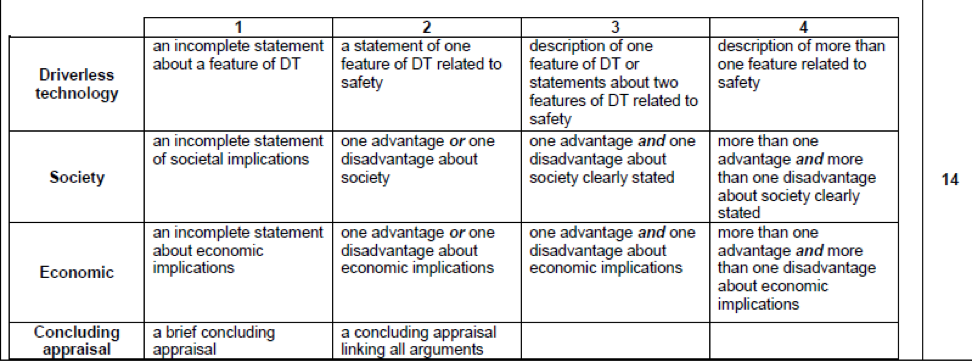 1 2 3 4
Driverless technology
an incomplete statement
about a feature of DT
a statement of one
feature of DT related to
safety
description of one
feature of DT or
statements about two
features of DT related to
safety
description of more than
one feature related to
safety
Society
an incomplete statement
of societal implications
one advantage or one
disadvantage about
society
one advantage and one
disadvantage about
society clearly stated
more than one
advantage and more
than one disadvantage
about society clearly
stated
14
Economic
an incomplete statement
about economic
implications
one advantage or one
disadvantage about
economic implications
one advantage and one
disadvantage about
economic implications
more than one
advantage and more
than one disadvantage
about economic
implications
Concluding
appraisal
a brief concluding
appraisal
a concluding appraisal
linking all arguments